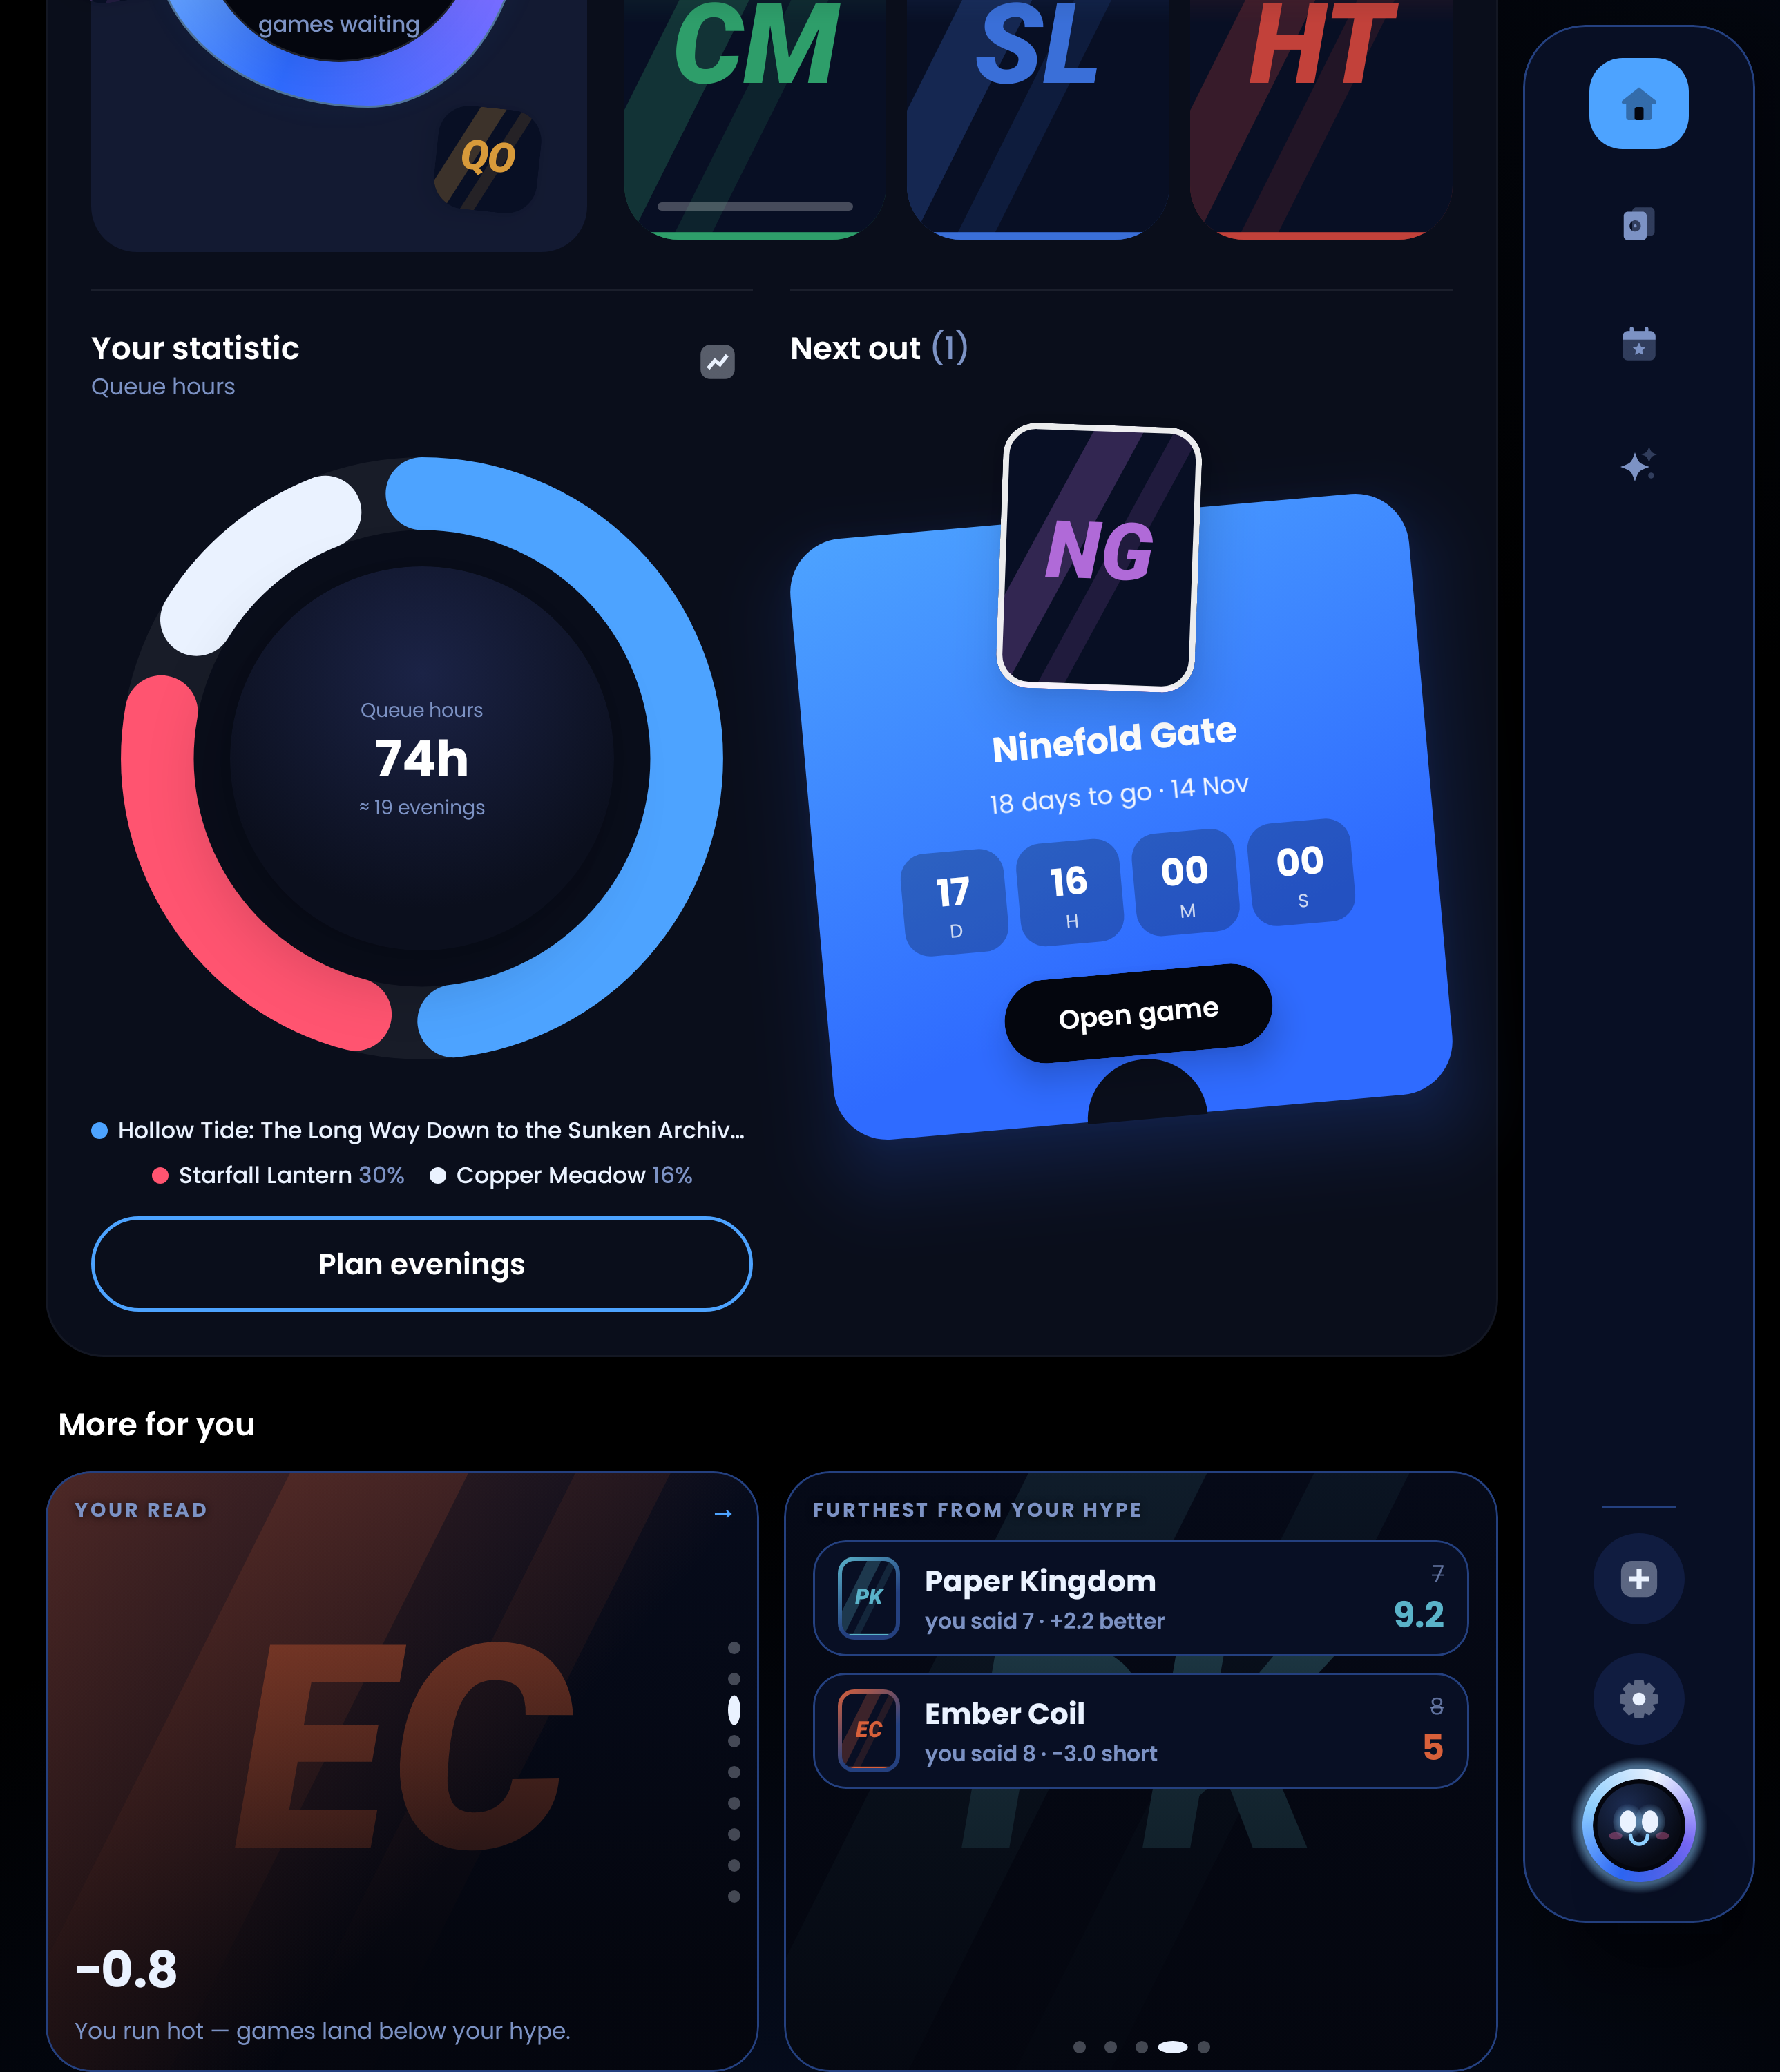 games waiting
QO
CM
SL
HT
Your statistic
Queue hours
Queue hours
74h
≈ 19 evenings
Hollow Tide: The Long Way Down to the Sunken Archiv...
Starfall Lantern 30% Copper Meadow 16%
Plan evenings
Next out (1)
NG
Ninefold Gate
18 days to go · 14 Nov
17 16 00 00
D H M S
Open game
More for you
YOUR READ →
EC
−0.8
You run hot — games land below your hype.
FURTHEST FROM YOUR HYPE
PK
Paper Kingdom 7
you said 7 · +2.2 better 9.2
EC
Ember Coil 8
you said 8 · −3.0 short 5
PK